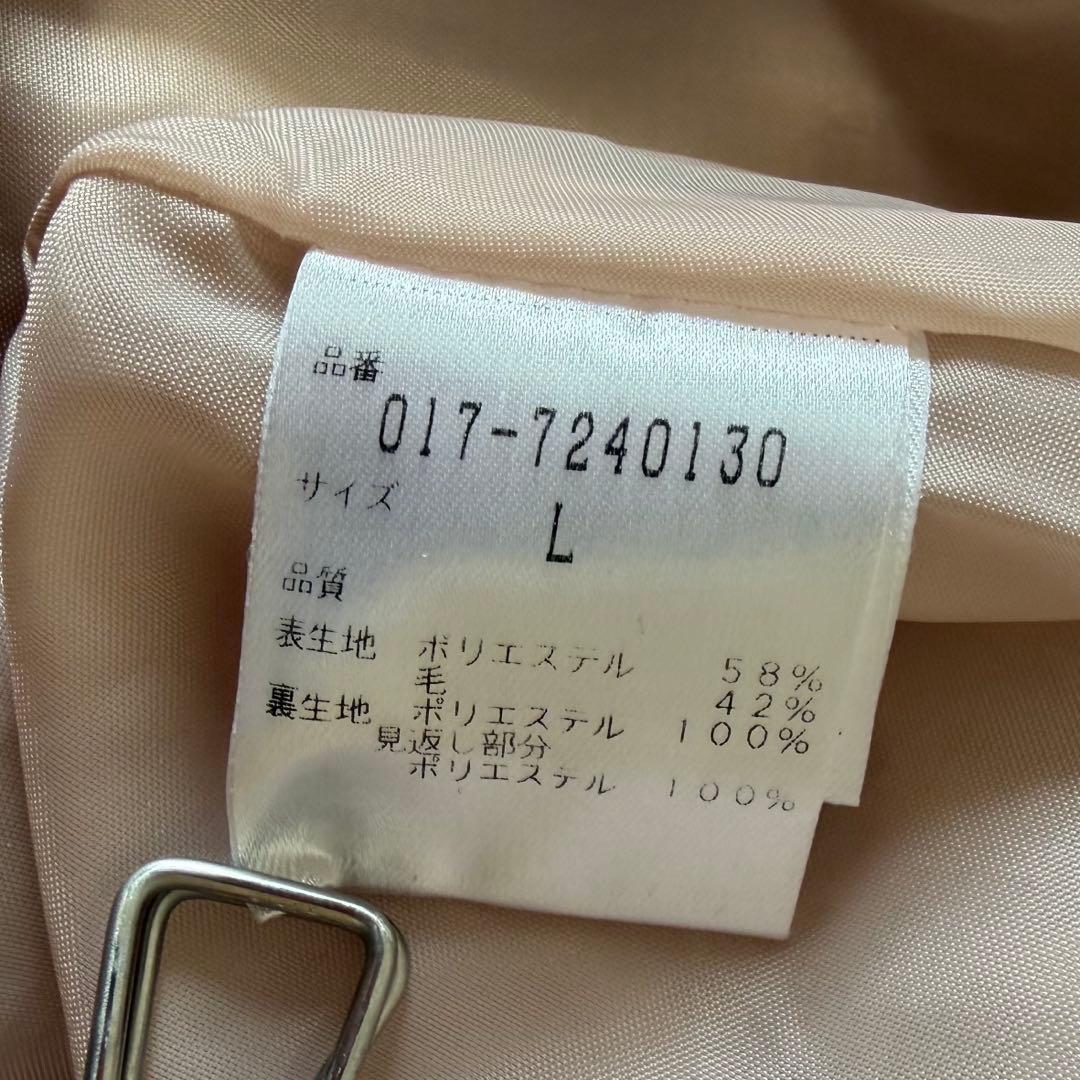 品番
017-7240130
サイズ
L
品質
表生地 ポリエステル 58%
毛 42%
裏生地 ポリエステル 100%
見返し部分
ポリエステル 100%